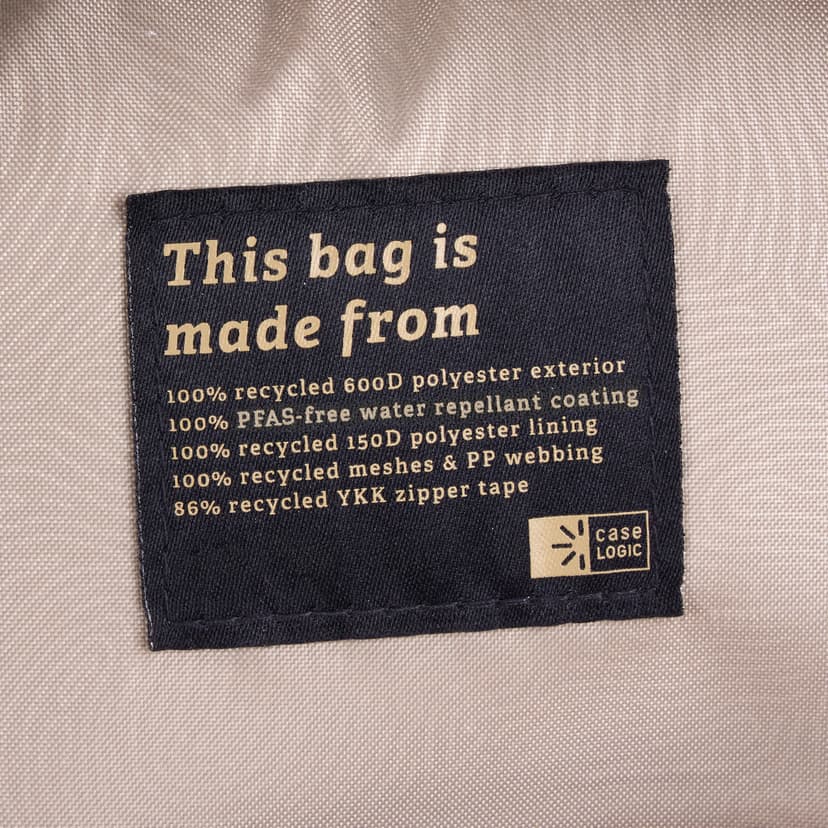 This bag is
made from
100% recycled 600D polyester exterior
100% PFAS-free water repellant coating
100% recycled 150D polyester lining
100% recycled meshes & PP webbing
86% recycled YKK zipper tape
case
LOGIC